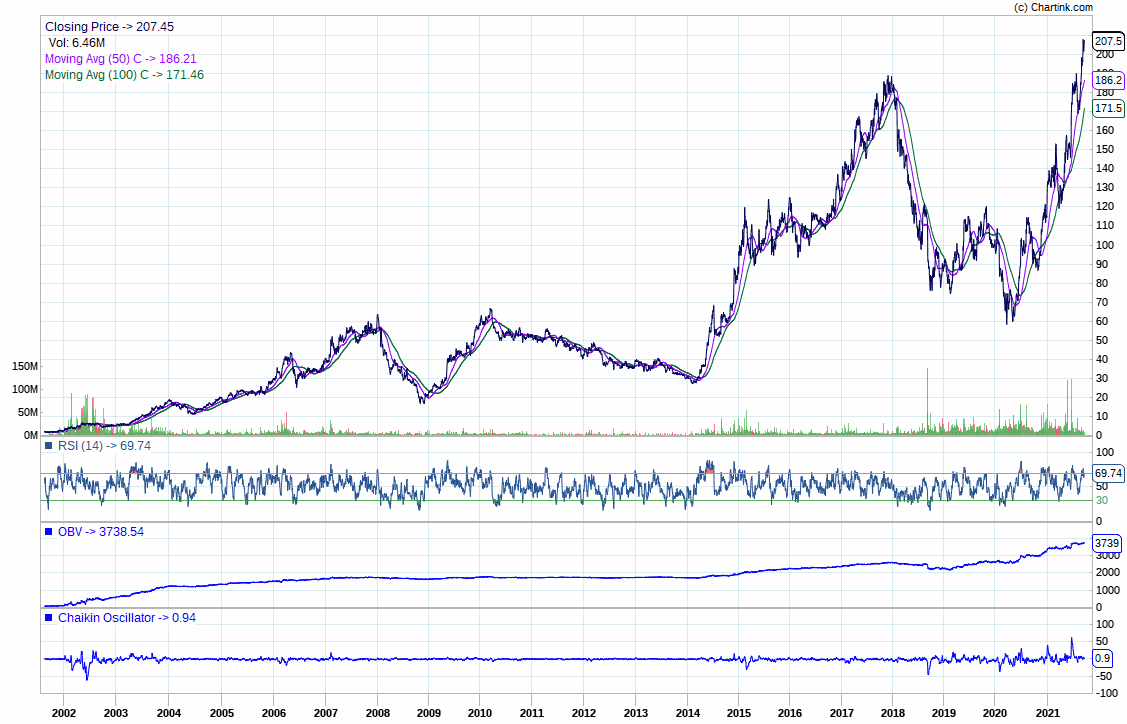 (c) Chartink.com
Closing Price -> 207.45
Vol: 6.46M
Moving Avg (50) C -> 186.21
Moving Avg (100) C -> 171.46
207.5
200
186.2
180
171.5
160
150
140
130
120
110
100
90
80
70
60
50
40
30
20
10
0
150M
100M
50M
0M
RSI (14) -> 69.74
100
69.74
50
30
0
OBV -> 3738.54
3739
3000
2000
1000
0
Chaikin Oscillator -> 0.94
100
50
0.9
-50
-100
2002 2003 2004 2005 2006 2007 2008 2009 2010 2011 2012 2013 2014 2015 2016 2017 2018 2019 2020 2021